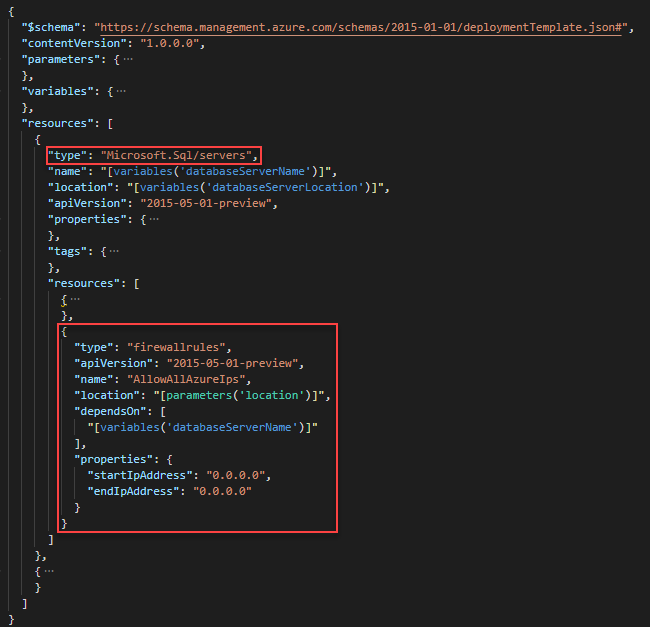 {
"$schema": "https://schema.management.azure.com/schemas/2015-01-01/deploymentTemplate.json#",
"contentVersion": "1.0.0.0",
"parameters": { ···
},
"variables": { ···
},
"resources": [
{
"type": "Microsoft.Sql/servers",
"name": "[variables('databaseServerName')]",
"location": "[variables('databaseServerLocation')]",
"apiVersion": "2015-05-01-preview",
"properties": { ···
},
"tags": { ···
},
"resources": [
{ ···
},
{
"type": "firewallrules",
"apiVersion": "2015-05-01-preview",
"name": "AllowAllAzureIps",
"location": "[parameters('location')]",
"dependsOn": [
"[variables('databaseServerName')]"
],
"properties": {
"startIpAddress": "0.0.0.0",
"endIpAddress": "0.0.0.0"
}
}
]
},
{ ···
}
]
}